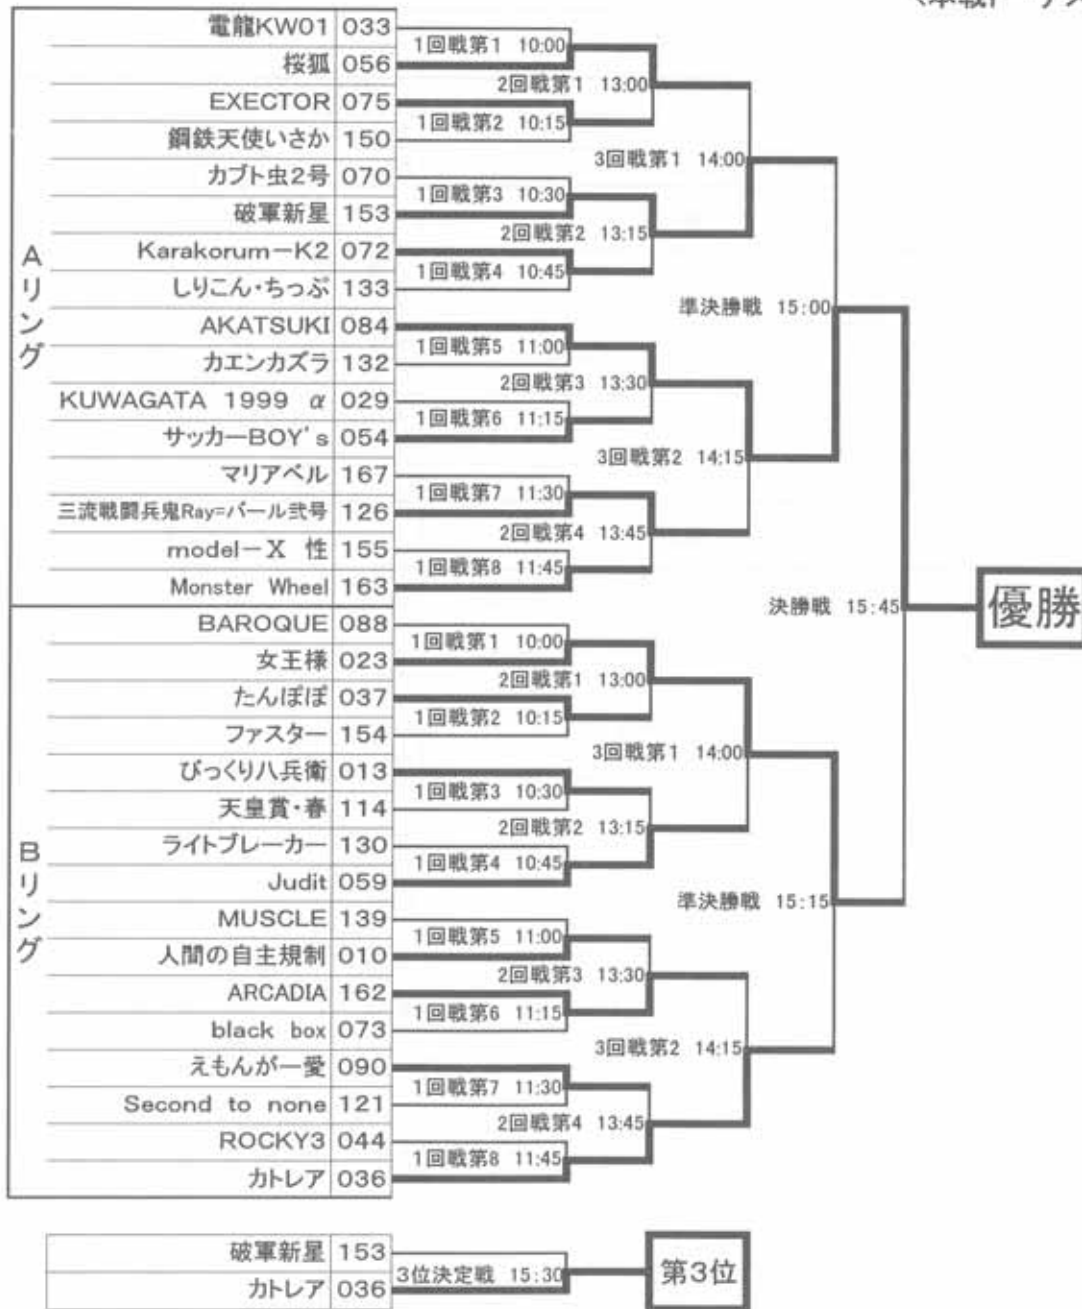 電龍KW01 033
1回戦第1 10:00
桜狐 056
2回戦第1 13:00
EXECTOR 075
1回戦第2 10:15
鋼鉄天使いさか 150
3回戦第1 14:00
カブト虫2号 070
1回戦第3 10:30
破軍新星 153
2回戦第2 13:15
Karakorum－K2 072
1回戦第4 10:45
しりこん・ちっぷ 133
準決勝戦 15:00
AKATSUKI 084
1回戦第5 11:00
カエンカズラ 132
2回戦第3 13:30
KUWAGATA 1999 α 029
1回戦第6 11:15
サッカーBOY's 054
3回戦第2 14:15
マリアベル 167
1回戦第7 11:30
三流戦闘兵鬼Ray=バール弐号 126
2回戦第4 13:45
model－X 性 155
1回戦第8 11:45
Monster Wheel 163
Aリング
決勝戦 15:45
優勝
BAROQUE 088
1回戦第1 10:00
女王様 023
2回戦第1 13:00
たんぽぽ 037
1回戦第2 10:15
ファスター 154
3回戦第1 14:00
びっくり八兵衛 013
1回戦第3 10:30
天皇賞・春 114
2回戦第2 13:15
ライトブレーカー 130
1回戦第4 10:45
Judit 059
準決勝戦 15:15
MUSCLE 139
1回戦第5 11:00
人間の自主規制 010
2回戦第3 13:30
ARCADIA 162
1回戦第6 11:15
black box 073
3回戦第2 14:15
えもんがー愛 090
1回戦第7 11:30
Second to none 121
2回戦第4 13:45
ROCKY3 044
1回戦第8 11:45
カトレア 036
Bリング
破軍新星 153
3位決定戦 15:30
カトレア 036
第3位